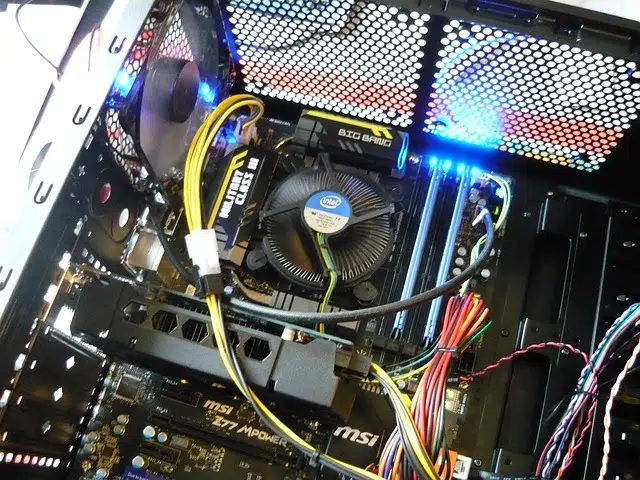 BIG BANG
MILITARY
CLASS III
intel
msi
Z77 MPOWER
msi